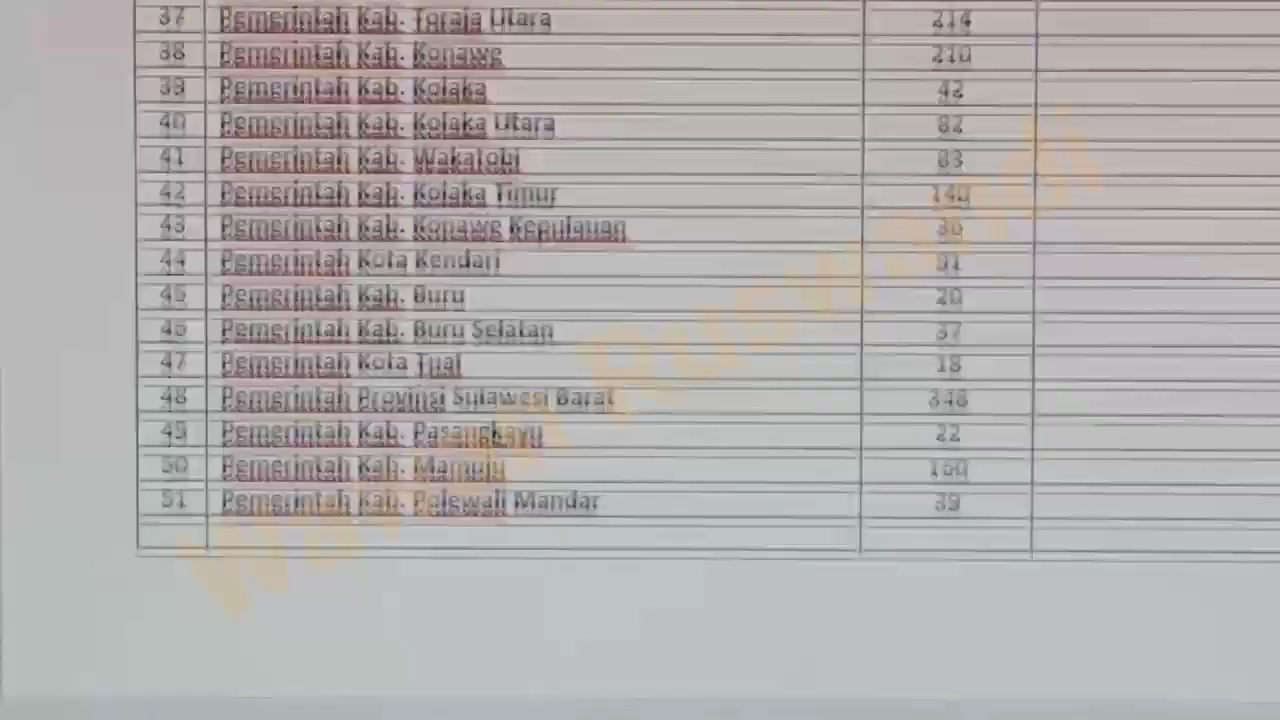 37 Pemerintah Kab. Toraja Utara 214
38 Pemerintah Kab. Konawe 210
39 Pemerintah Kab. Kolaka 42
40 Pemerintah Kab. Kolaka Utara 82
41 Pemerintah Kab. Wakatobi 83
42 Pemerintah Kab. Kolaka Timur 140
43 Pemerintah Kab. Konawe Kepulauan
44 Pemerintah Kota Kendari
45 Pemerintah Kab. Buru 20
46 Pemerintah Kab. Buru Selatan 37
47 Pemerintah Kota Tual 18
48 Pemerintah Provinsi Sulawesi Barat 348
49 Pemerintah Kab. Pasangkayu 22
50 Pemerintah Kab. Mamuju 160
51 Pemerintah Kab. Polewali Mandar 39